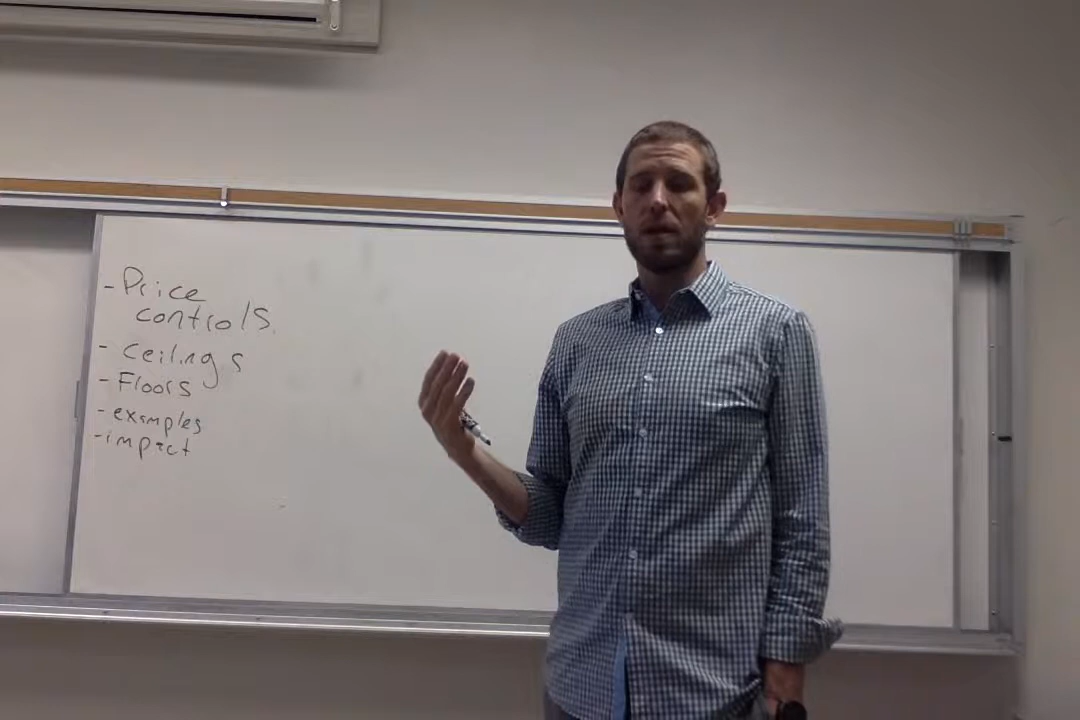 - Price
controls.
- Ceilings
- Floors
- examples
- impact